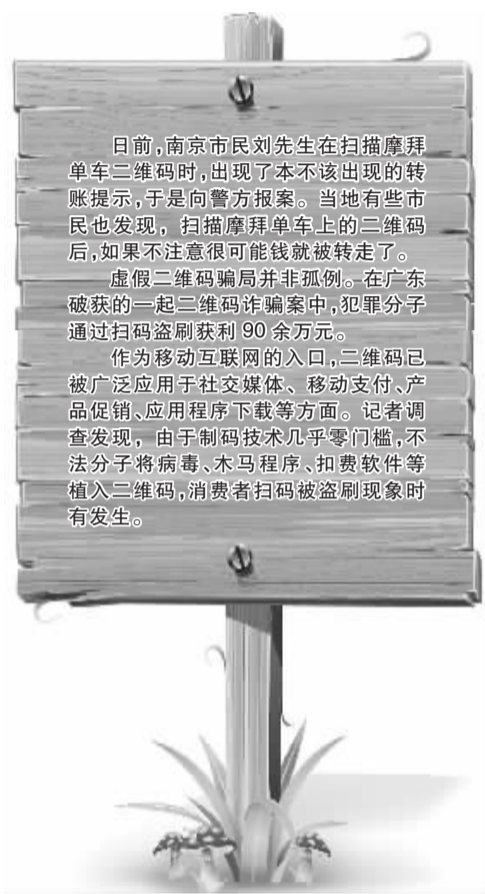 日前,南京市民刘先生在扫描摩拜
单车二维码时,出现了本不该出现的转
账提示,于是向警方报案。当地有些市
民也发现，扫描摩拜单车上的二维码
后,如果不注意很可能钱就被转走了。
虚假二维码骗局并非孤例。在广东
破获的一起二维码诈骗案中,犯罪分子
通过扫码盗刷获利 90 余万元。
作为移动互联网的入口,二维码已
被广泛应用于社交媒体、移动支付、产
品促销、应用程序下载等方面。记者调
查发现，由于制码技术几乎零门槛,不
法分子将病毒、木马程序、扣费软件等
植入二维码,消费者扫码被盗刷现象时
有发生。